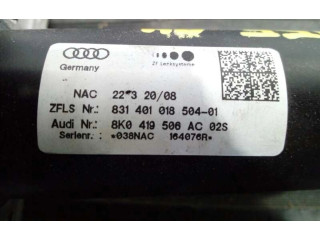 Germany ZF Lenksysteme
NAC 22*3 20/08
ZFLS Nr.: 831 401 018 504-01
Audi Nr.: 8K0 419 506 AC 02S
Serienr.: *038NAC 164076R*